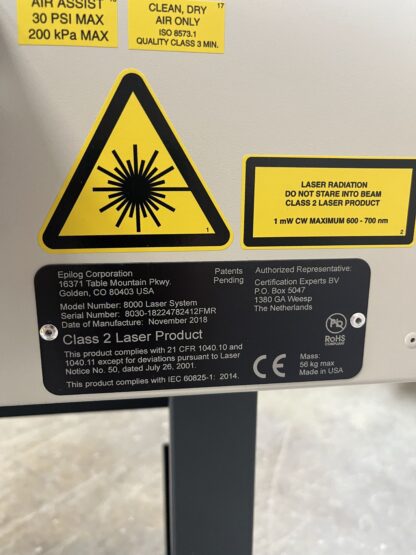 AIR ASSIST
30 PSI MAX
200 kPa MAX
17
CLEAN, DRY
AIR ONLY
ISO 8573.1
QUALITY CLASS 3 MIN.
1
LASER RADIATION
DO NOT STARE INTO BEAM
CLASS 2 LASER PRODUCT
1 mW CW MAXIMUM 600 - 700 nm
2
Epilog Corporation
16371 Table Mountain Pkwy.
Golden, CO 80403 USA
Patents
Pending
Authorized Representative:
Certification Experts BV
P.O. Box 5047
1380 GA Weesp
The Netherlands
Model Number: 8000 Laser System
Serial Number: 8030-18224782412FMR
Date of Manufacture: November 2018
Class 2 Laser Product
This product complies with 21 CFR 1040.10 and
1040.11 except for deviations pursuant to Laser
Notice No. 50, dated July 26, 2001.
This product complies with IEC 60825-1: 2014.
CE
Pb
RoHS
COMPLIANT
Mass:
56 kg max
Made in USA